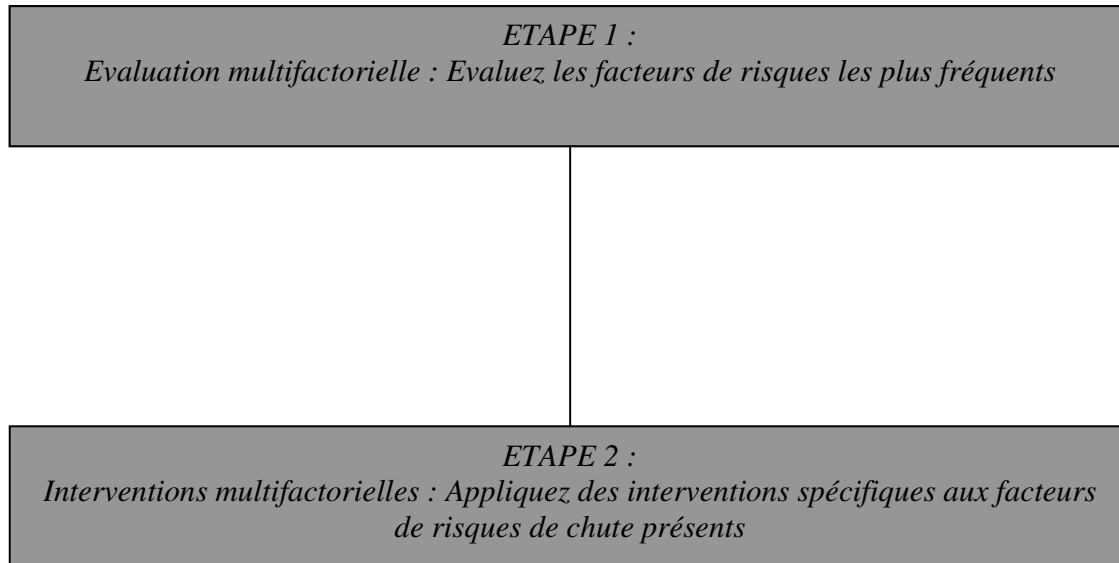 ETAPE 1 :
Evaluation multifactorielle : Evaluez les facteurs de risques les plus fréquents
ETAPE 2 :
Interventions multifactorielles : Appliquez des interventions spécifiques aux facteurs
de risques de chute présents